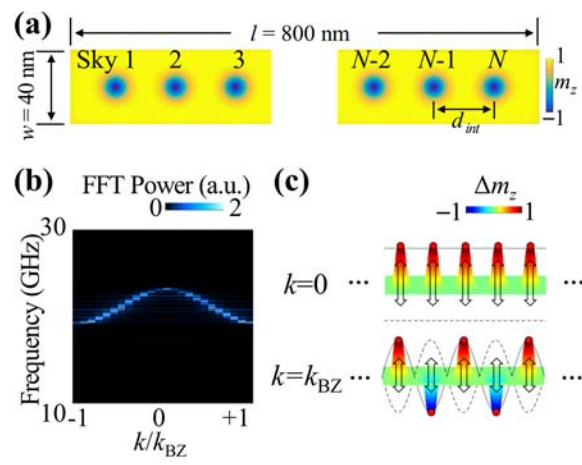 (a)
l = 800 nm
w = 40 nm
Sky 1 2 3
N-2 N-1 N
d_int
1
m_z
-1
(b)
FFT Power (a.u.)
0 2
30
Frequency (GHz)
10
-1 0 +1
k/k_BZ
(c)
Δm_z
-1 1
k=0
... ...
k=k_BZ
... ...